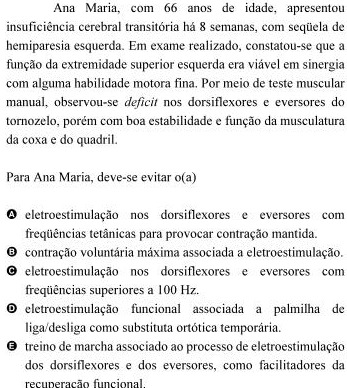 Ana Maria, com 66 anos de idade, apresentou
insuficiência cerebral transitória há 8 semanas, com seqüela de
hemiparesia esquerda. Em exame realizado, constatou-se que a
função da extremidade superior esquerda era viável em sinergia
com alguma habilidade motora fina. Por meio de teste muscular
manual, observou-se deficit nos dorsiflexores e eversores do
tornozelo, porém com boa estabilidade e função da musculatura
da coxa e do quadril.
Para Ana Maria, deve-se evitar o(a)
A eletroestimulação nos dorsiflexores e eversores com
freqüências tetânicas para provocar contração mantida.
B contração voluntária máxima associada a eletroestimulação.
C eletroestimulação nos dorsiflexores e eversores com
freqüências superiores a 100 Hz.
D eletroestimulação funcional associada a palmilha de
liga/desliga como substituta ortótica temporária.
E treino de marcha associado ao processo de eletroestimulação
dos dorsiflexores e dos eversores, como facilitadores da
recuperação funcional.